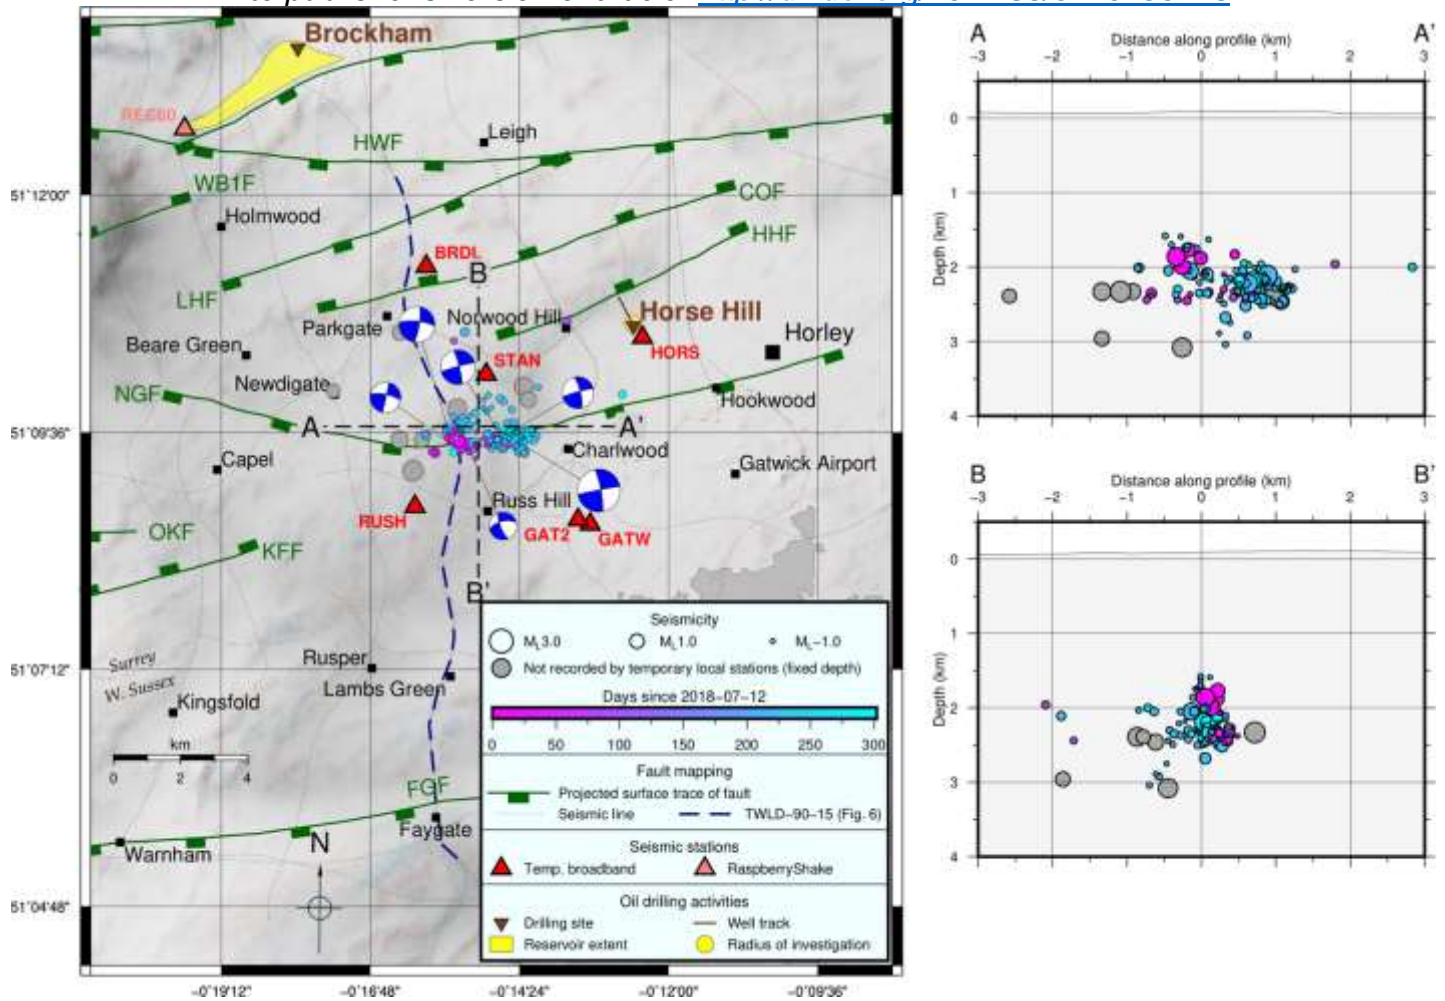 Brockham
REC60
HWF
Leigh
51°12'00"
WB1F
COF
Holmwood
HHF
BRDL
B
LHF
Norwood Hill
Horse Hill
Parkgate
Horley
Beare Green
STAN
HORS
Newdigate
NGF
Hookwood
A
A'
51°09'36"
Charlwood
Capel
Gatwick Airport
Russ Hill
RUSH
GAT2
GATW
OKF
KFF
B'
Seismicity
ML3.0
ML1.0
ML−1.0
Not recorded by temporary local stations (fixed depth)
Days since 2018−07−12
0 50 100 150 200 250 300
Fault mapping
Projected surface trace of fault
Seismic line
TWLD−90−15 (Fig. 6)
Seismic stations
Temp. broadband
RaspberryShake
Oil drilling activities
Drilling site
Well track
Reservoir extent
Radius of investigation
Surrey
W. Sussex
Rusper
51°07'12"
Lambs Green
Kingsfold
km
0 2 4
FGF
Faygate
N
Warnham
51°04'48"
−0°19'12" −0°16'48" −0°14'24" −0°12'00" −0°09'36"
A
A'
Distance along profile (km)
−3 −2 −1 0 1 2 3
Depth (km)
0
1
2
3
4
B
B'
Distance along profile (km)
−3 −2 −1 0 1 2 3
Depth (km)
0
1
2
3
4